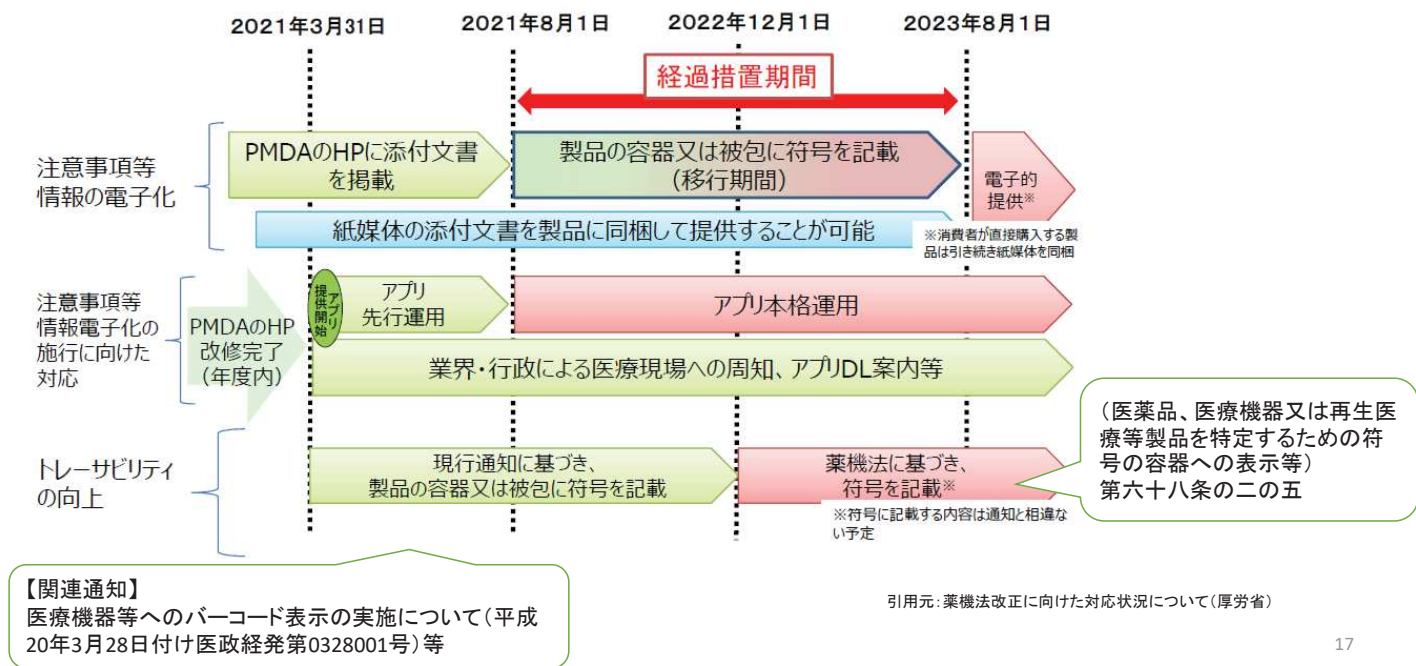 2021年3月31日
2021年8月1日
2022年12月1日
2023年8月1日
経過措置期間
注意事項等
情報の電子化
PMDAのHPに添付文書
を掲載
製品の容器又は被包に符号を記載
(移行期間)
電子的
提供※
紙媒体の添付文書を製品に同梱して提供することが可能
※消費者が直接購入する製
品は引き続き紙媒体を同梱
注意事項等
情報電子化の
施行に向けた
対応
PMDAのHP
改修完了
(年度内)
アプリ
提供開始
アプリ
先行運用
アプリ本格運用
業界・行政による医療現場への周知、アプリDL案内等
トレーサビリティ
の向上
現行通知に基づき、
製品の容器又は被包に符号を記載
薬機法に基づき、
符号を記載※
※符号に記載する内容は通知と相違な
い予定
(医薬品、医療機器又は再生医
療等製品を特定するための符
号の容器への表示等)
第六十八条の二の五
【関連通知】
医療機器等へのバーコード表示の実施について(平成
20年3月28日付け医政経発第0328001号)等
引用元:薬機法改正に向けた対応状況について(厚労省)
17